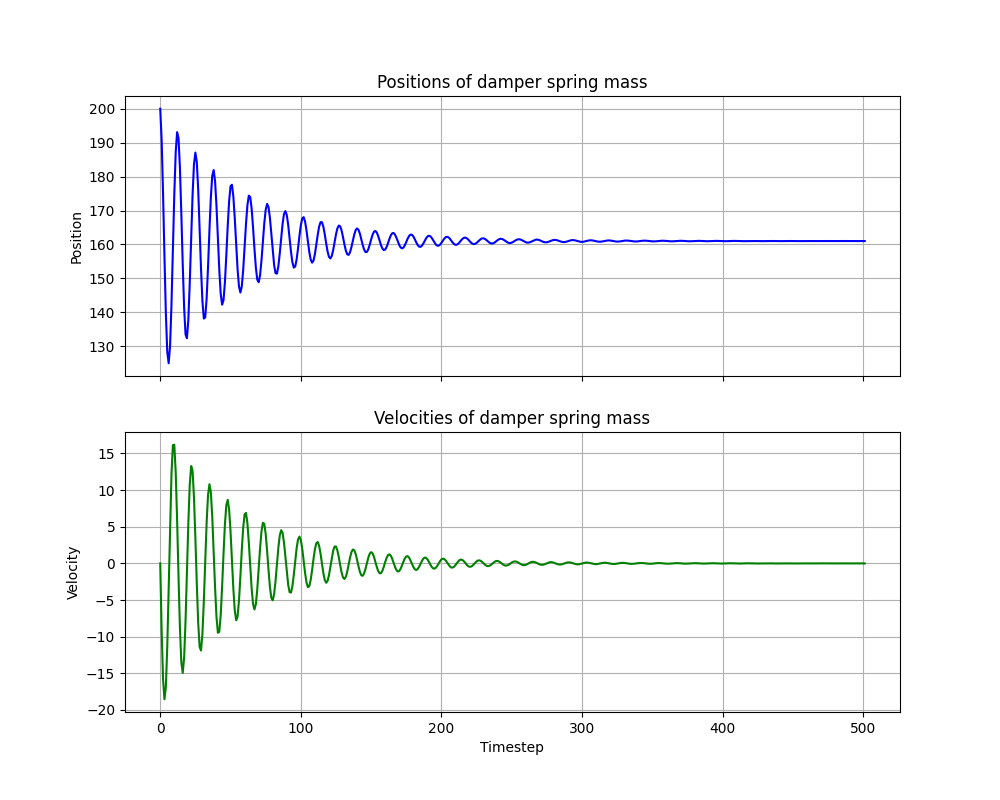 Positions of damper spring mass
200
190
180
170
160
150
140
130
Position
Velocities of damper spring mass
15
10
5
0
−5
−10
−15
−20
Velocity
0 100 200 300 400 500
Timestep